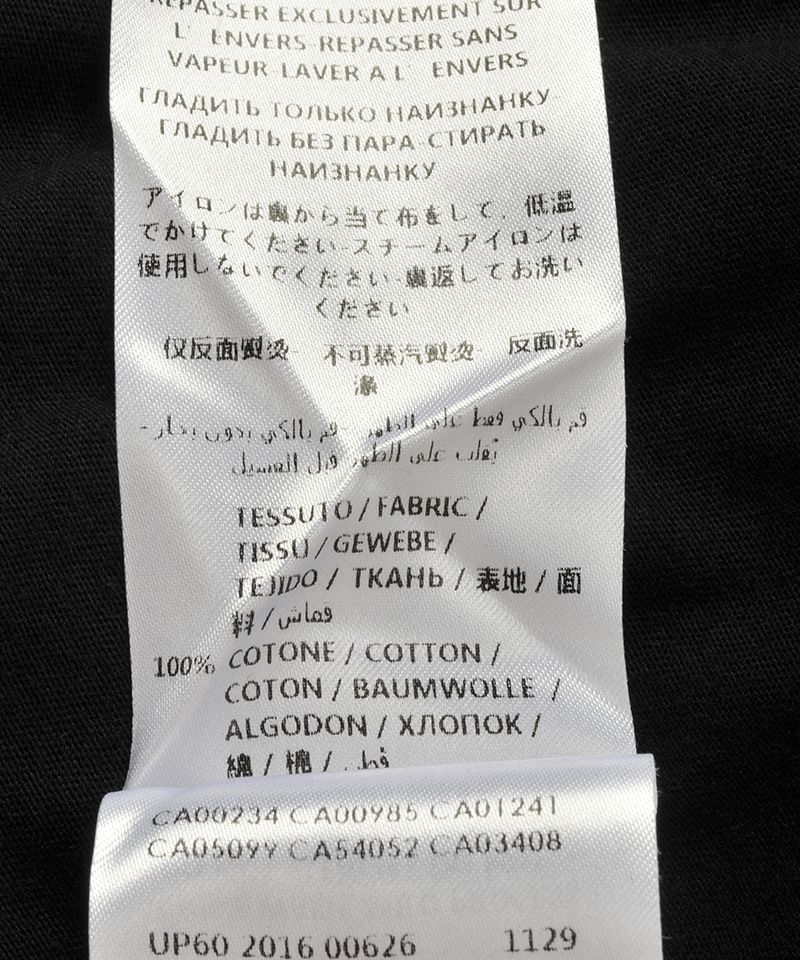 REPASSER EXCLUSIVEMENT SUR
L' ENVERS-REPASSER SANS
VAPEUR-LAVER A L' ENVERS
ГЛАДИТЬ ТОЛЬКО НАИЗНАНКУ-
ГЛАДИТЬ БЕЗ ПАРА-СТИРАТЬ
НАИЗНАНКУ
アイロンは裏から当て布をして、低温
でかけてください-スチームアイロンは
使用しないでください-裏返してお洗い
ください
仅反面熨烫- 不可蒸汽熨烫- 反面洗
涤
قم بالكي فقط على الظهر- قم بالكي بدون بخار-
يُقلب على الظهر قبل الغسيل
TESSUTO / FABRIC /
TISSU / GEWEBE /
TEJIDO / ТКАНЬ / 表地 / 面
料 / قماش
100% COTONE / COTTON /
COTON / BAUMWOLLE /
ALGODON / ХЛОПОК /
綿 / 棉 / قطن
CA00234 CA00985 CA01241
CA05099 CA54052 CA03408
UP60 2016 00626 1129